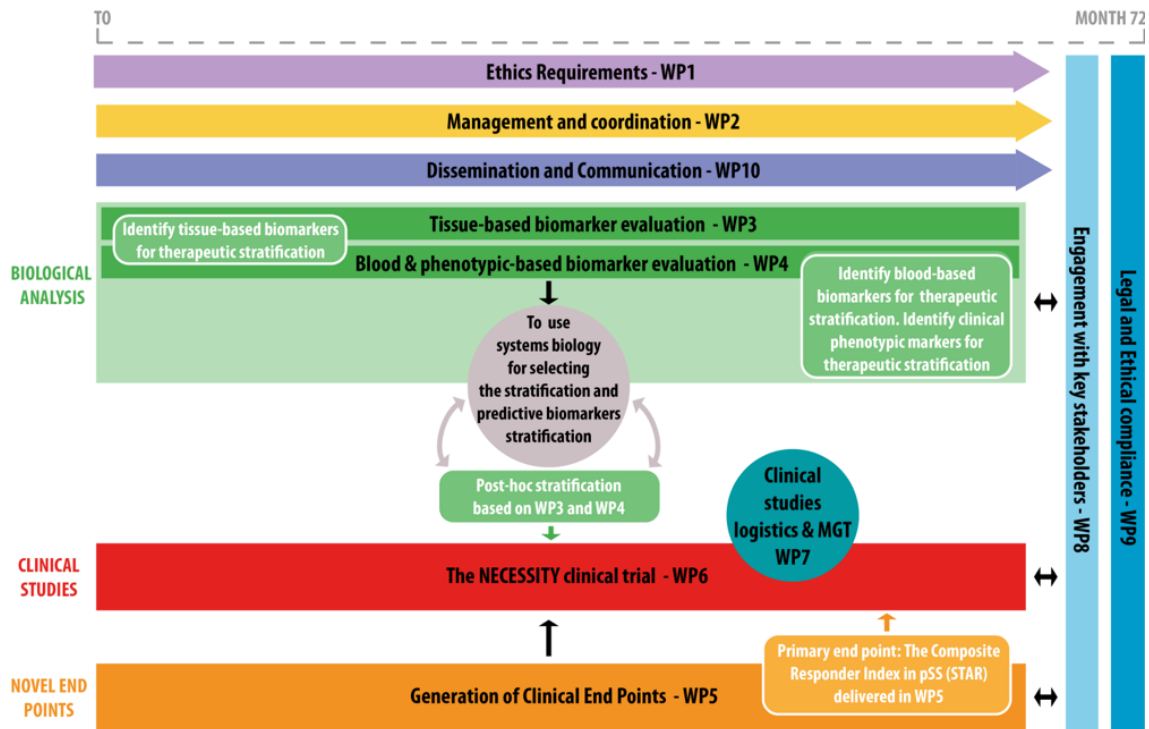 TO
MONTH 72
Ethics Requirements - WP1
Management and coordination - WP2
Dissemination and Communication - WP10
BIOLOGICAL
ANALYSIS
Tissue-based biomarker evaluation - WP3
Identify tissue-based biomarkers
for therapeutic stratification
Blood & phenotypic-based biomarker evaluation - WP4
Identify blood-based
biomarkers for therapeutic
stratification. Identify clinical
phenotypic markers for
therapeutic stratification
To use
systems biology
for selecting
the stratification and
predictive biomarkers
stratification
Post-hoc stratification
based on WP3 and WP4
Clinical
studies
logistics & MGT
WP7
CLINICAL
STUDIES
The NECESSITY clinical trial - WP6
NOVEL END
POINTS
Generation of Clinical End Points - WP5
Primary end point: The Composite
Responder Index in pSS (STAR)
delivered in WP5
Engagement with key stakeholders - WP8
Legal and Ethical compliance - WP9